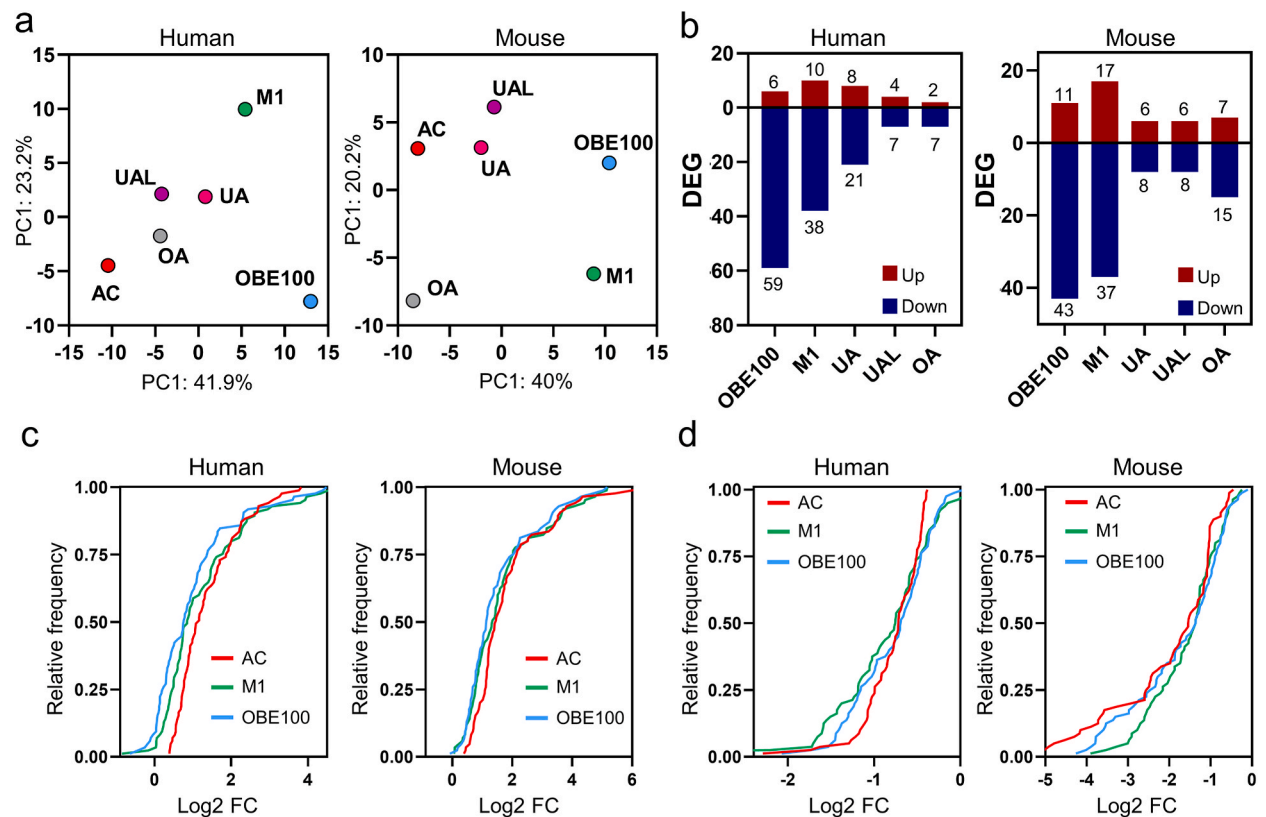 a
Human
15
10
5
0
-5
-10
-15 -10 -5 0 5 10 15
PC1: 23.2%
PC1: 41.9%
M1
UAL
UA
OA
AC
OBE100
Mouse
10
5
0
-5
-10
-10 -5 0 5 10 15
PC1: 20.2%
PC1: 40%
UAL
AC
UA
OBE100
OA
M1
b
Human
20
0
-20
-40
-60
-80
DEG
6 10 8 4 2
59 38 21 7 7
Up
Down
OBE100 M1 UA UAL OA
Mouse
20
0
20
40
DEG
11 17 6 6 7
43 37 8 8 15
Up
Down
OBE100 M1 UA UAL OA
c
Human
1.00
0.75
0.50
0.25
0.00
0 2 4
Relative frequency
Log2 FC
AC
M1
OBE100
Mouse
1.00
0.75
0.50
0.25
0.00
0 2 4 6
Relative frequency
Log2 FC
AC
M1
OBE100
d
Human
1.00
0.75
0.50
0.25
0.00
-2 -1 0
Relative frequency
Log2 FC
AC
M1
OBE100
Mouse
1.00
0.75
0.50
0.25
0.00
-5 -4 -3 -2 -1 0
Relative frequency
Log2 FC
AC
M1
OBE100